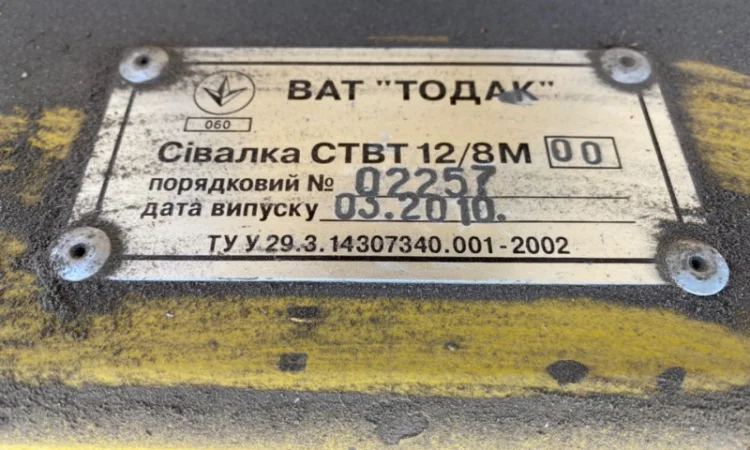 ВАТ "ТОДАК"
060
Сівалка СТВТ 12/8М 00
порядковий № 02257
дата випуску 03.2010.
ТУ У 29.3.14307340.001-2002